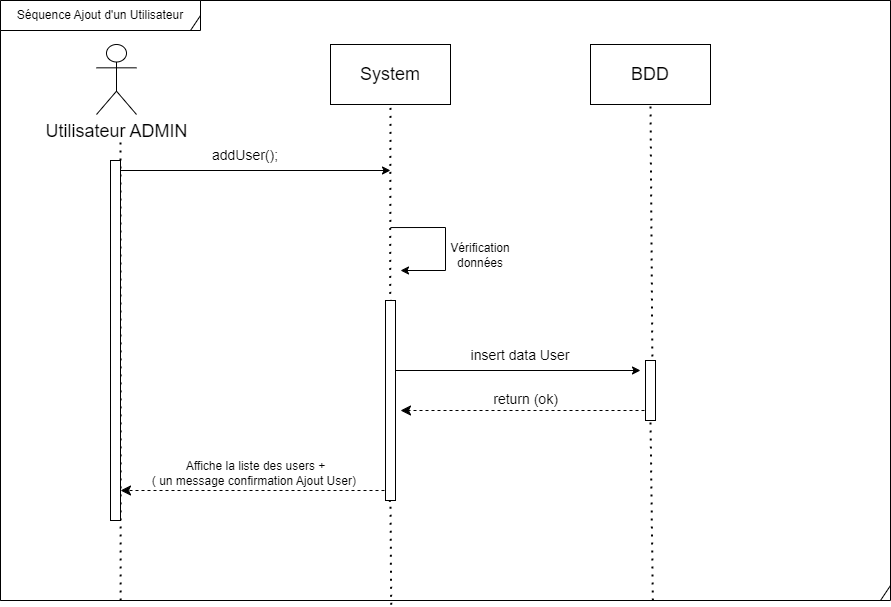 Séquence Ajout d'un Utilisateur
System
BDD
Utilisateur ADMIN
addUser();
Vérification
données
insert data User
return (ok)
Affiche la liste des users +
( un message confirmation Ajout User)